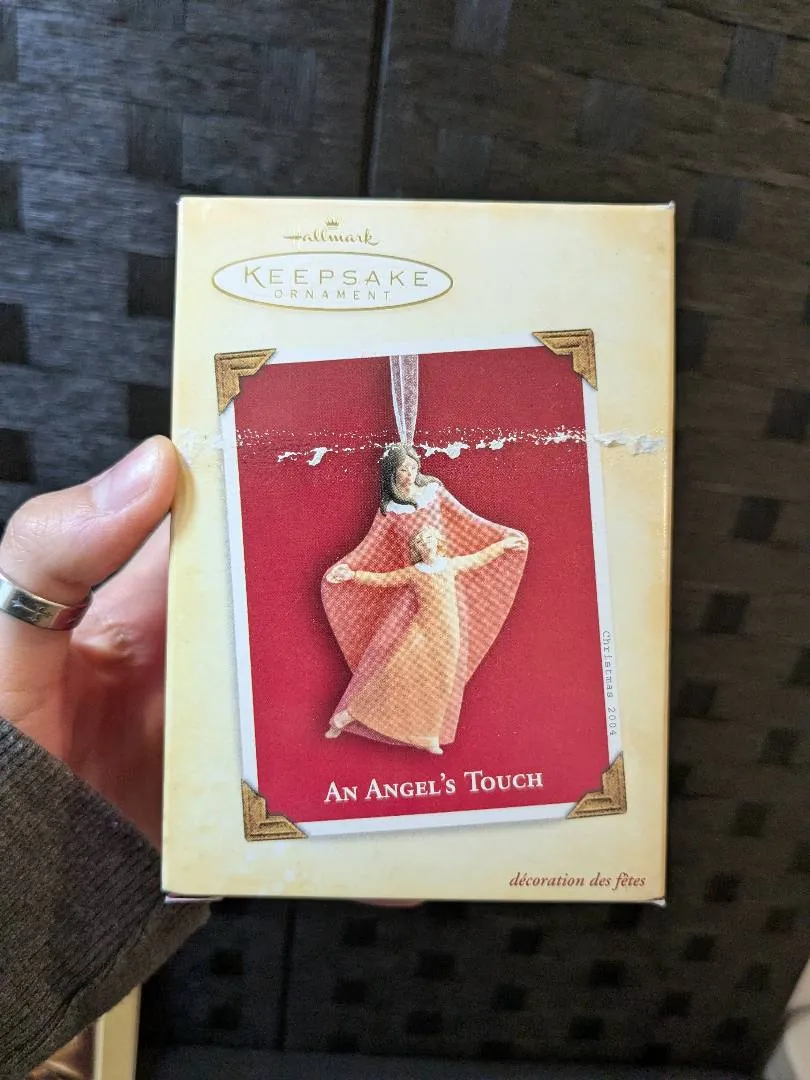 Hallmark
KEEPSAKE
ORNAMENT
Christmas 2004
AN ANGEL'S TOUCH
décoration des fêtes